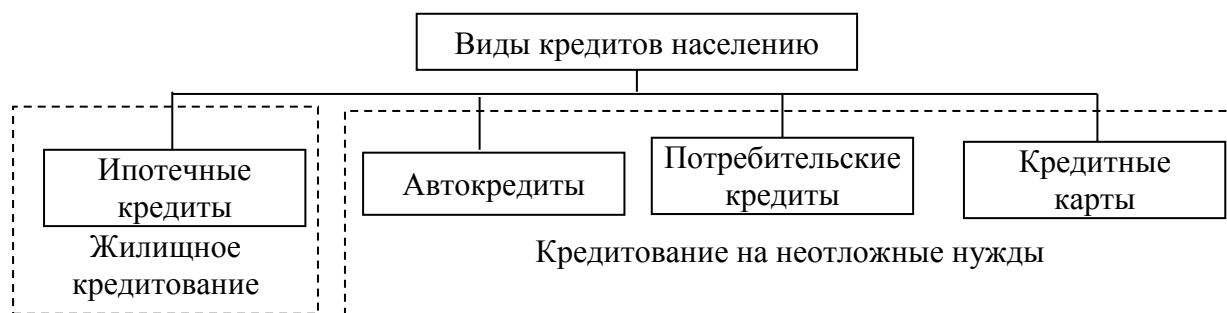 Виды кредитов населению
Ипотечные
кредиты
Автокредиты
Потребительские
кредиты
Кредитные
карты
Жилищное
кредитование
Кредитование на неотложные нужды